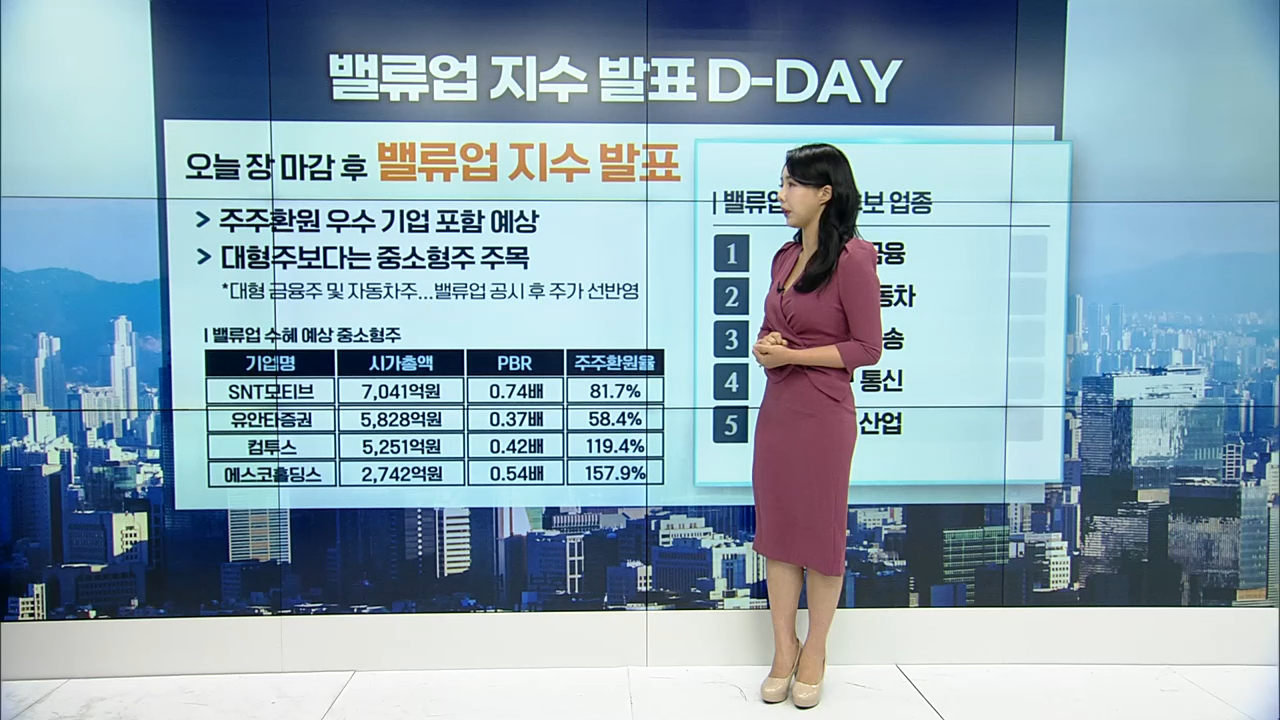 밸류업 지수 발표 D-DAY
오늘 장 마감 후 밸류업 지수 발표
> 주주환원 우수 기업 포함 예상
> 대형주보다는 중소형주 주목
*대형 금융주 및 자동차주...밸류업 공시 후 주가 선반영
| 밸류업 수혜 예상 중소형주
기업명 시가총액 PBR 주주환원율
SNT모티브 7,041억원 0.74배 81.7%
유안타증권 5,828억원 0.37배 58.4%
컴투스 5,251억원 0.42배 119.4%
예스코홀딩스 2,742억원 0.54배 157.9%
| 밸류업 업종
1 금융
2
3
4 통신
5 산업